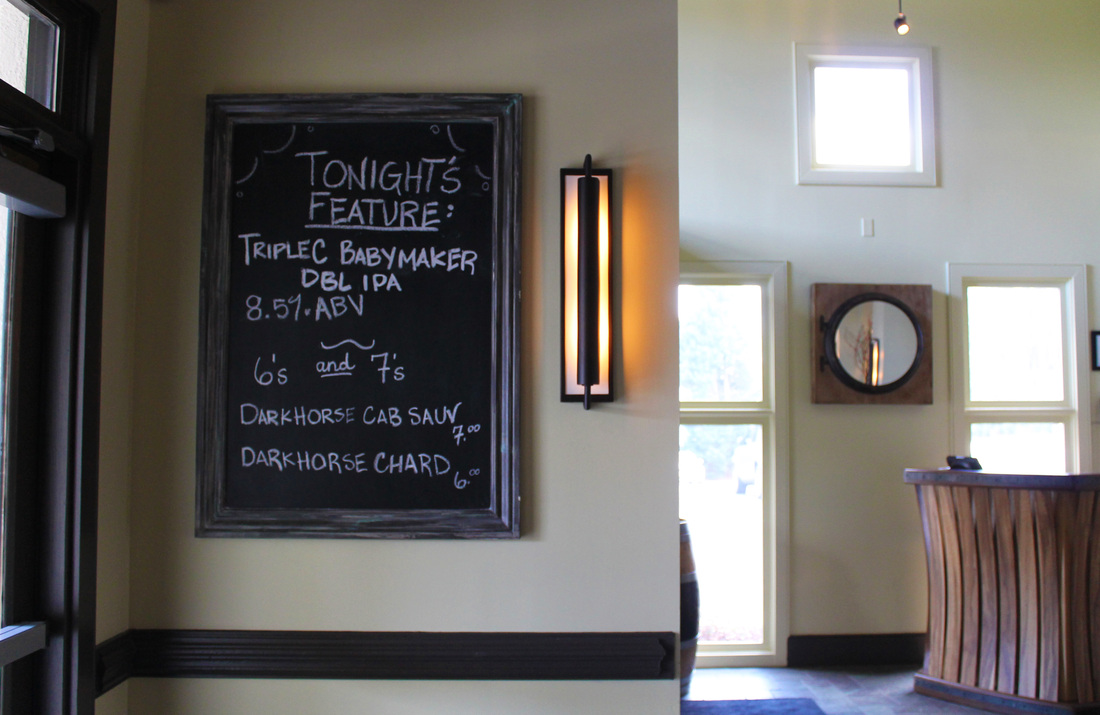 TONIGHT'S
FEATURE:
TRIPLE C BABYMAKER
DBL IPA
8.5% ABV
6's and 7's
DARKHORSE CAB SAUV
7.00
DARKHORSE CHARD
6.00